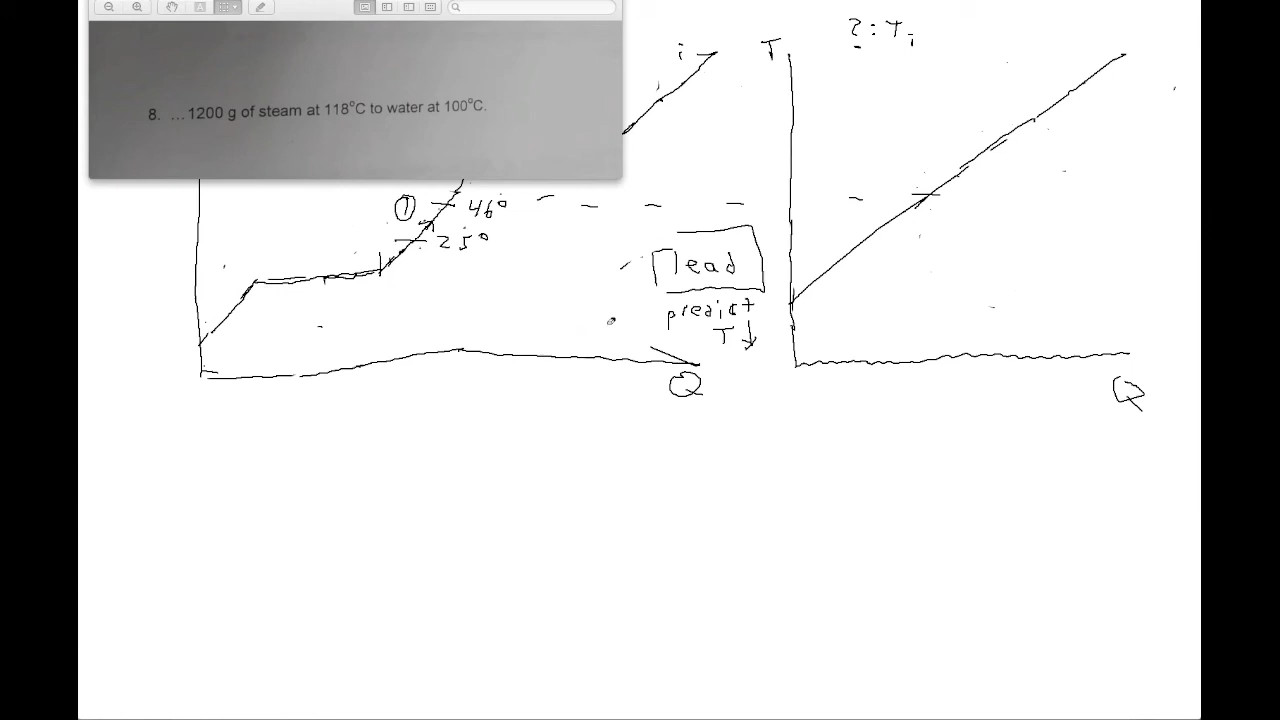 8. ...1200 g of steam at 118°C to water at 100°C.
? : Ti
i
T
① 46°
25°
lead
predict
T ↓
Q
Q